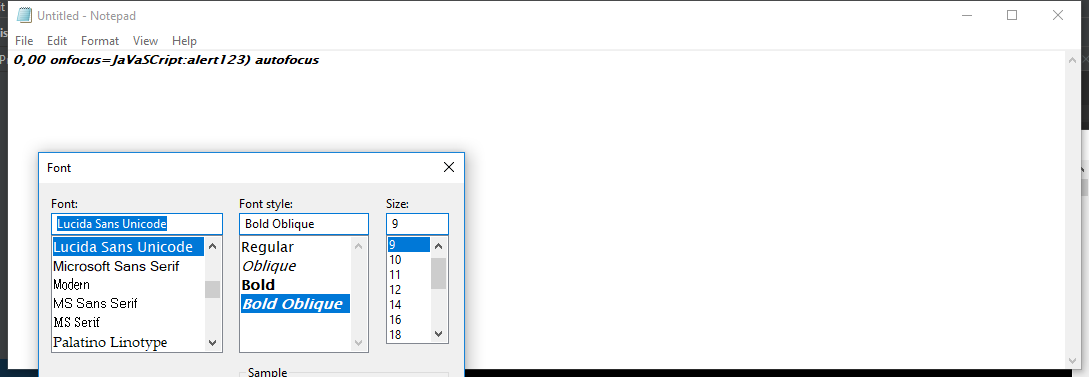 Untitled - Notepad
File Edit Format View Help
0,00 onfocus=JaVaSCript:alert123) autofocus
Font
Font: Font style: Size:
Lucida Sans Unicode Bold Oblique 9
Lucida Sans Unicode Regular 9
Microsoft Sans Serif Oblique 10
Modern Bold 11
MS Sans Serif Bold Oblique 12
MS Serif 14
Palatino Linotype 16
18
Sample